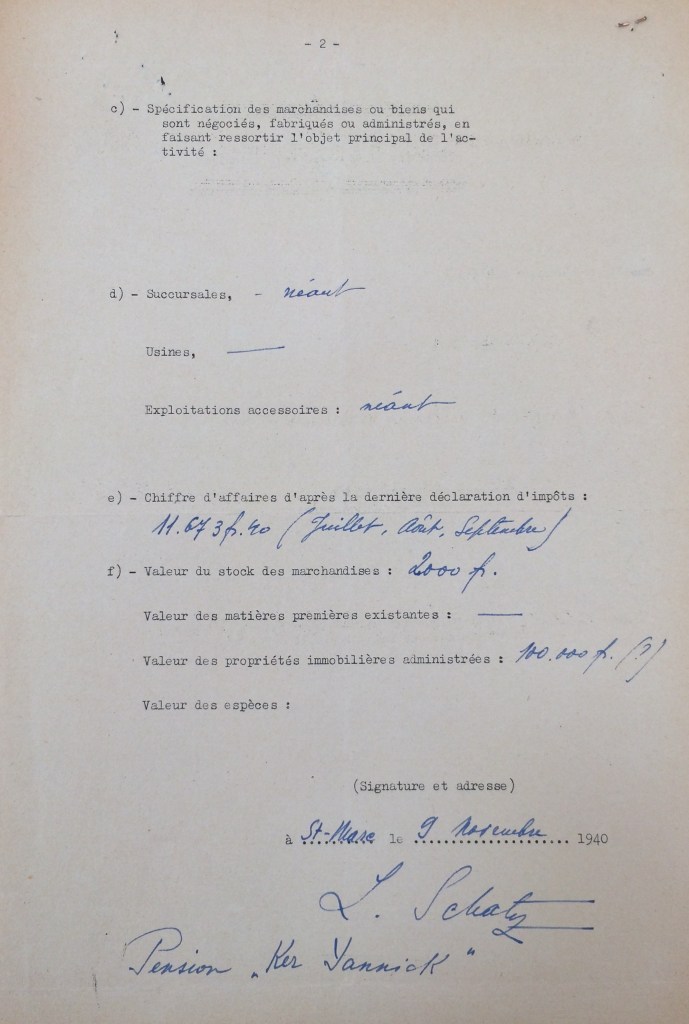 - 2 -
c) - Spécification des marchandises ou biens qui
sont négociés, fabriqués ou administrés, en
faisant ressortir l'objet principal de l'ac-
tivité :
d) - Succursales, - néant
Usines, —
Exploitations accessoires : néant
e) - Chiffre d'affaires d'après la dernière déclaration d'impôts :
11.673 fr. 40 (Juillet, Août, Septembre)
f) - Valeur du stock des marchandises : 2000 fr.
Valeur des matières premières existantes : —
Valeur des propriétés immobilières administrées : 100.000 fr. (?)
Valeur des espèces :
(Signature et adresse)
à St-Marc le 9 Novembre 1940
L. Schatz
Pension „Ker Yannick"